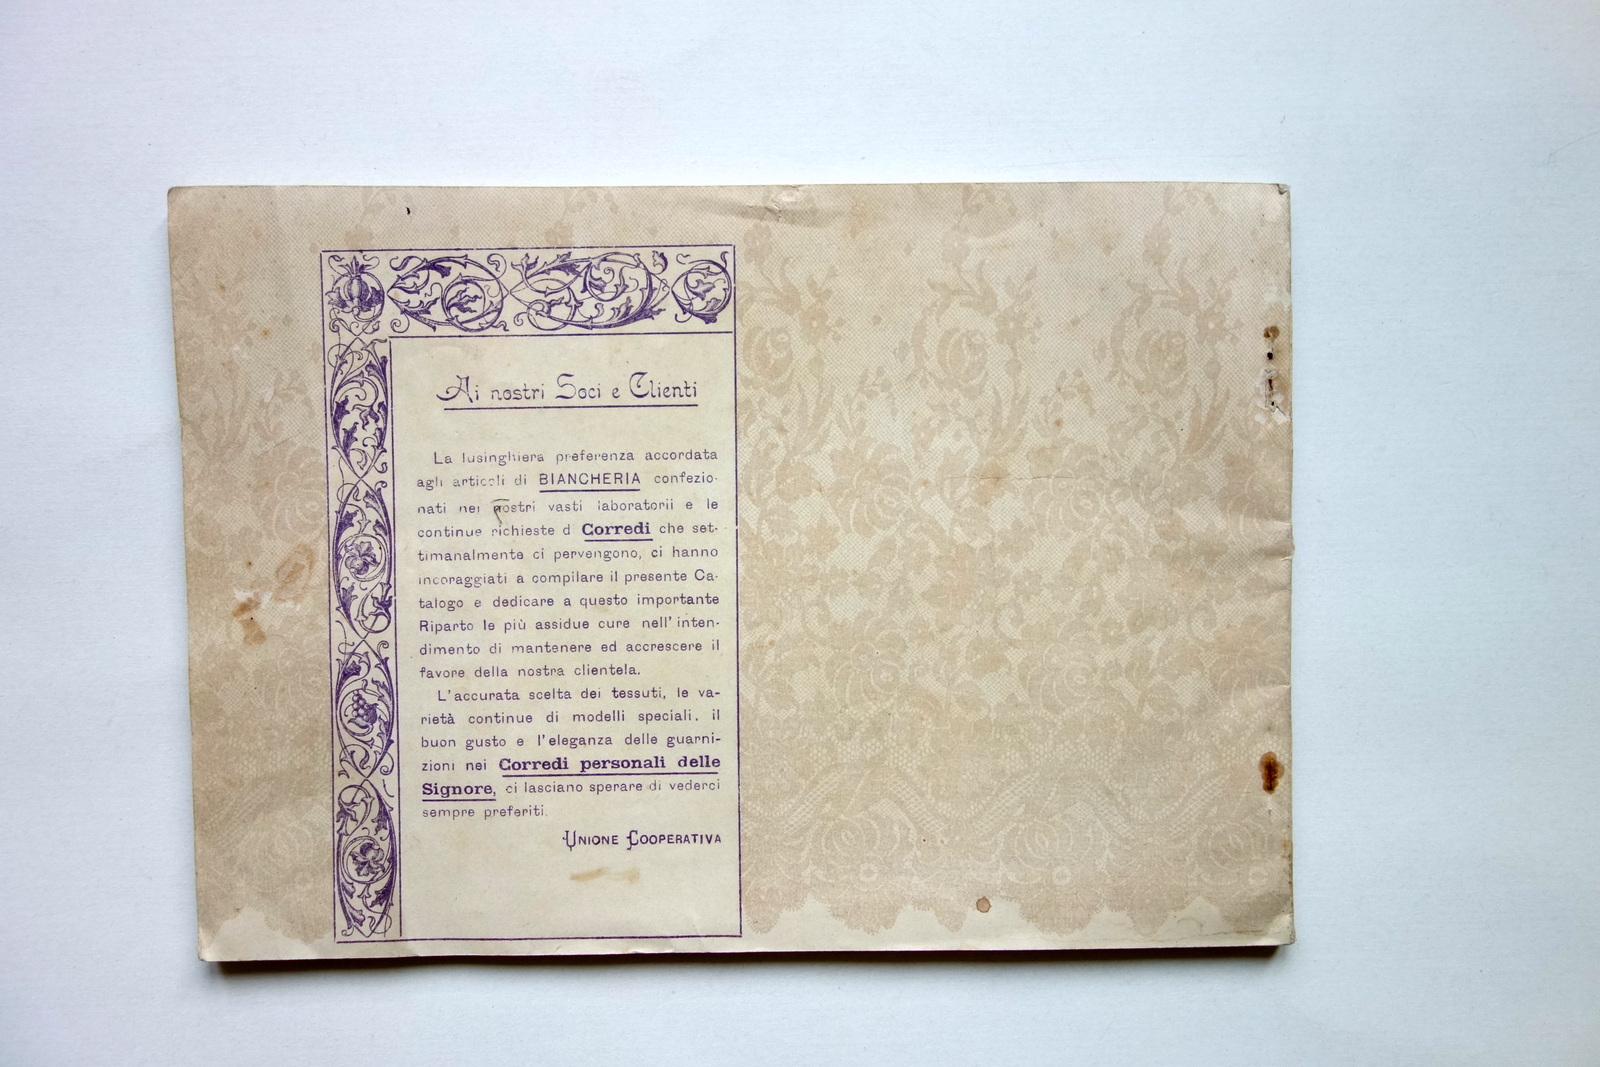 Ai nostri Soci e Clienti
La lusinghiera preferenza accordata
agli articoli di BIANCHERIA confezio-
nati nei nostri vasti laboratorii e le
continue richieste d Corredi che set-
timanalmente ci pervengono, ci hanno
incoraggiati a compilare il presente Ca-
talogo e dedicare a questo importante
Riparto le più assidue cure nell'inten-
dimento di mantenere ed accrescere il
favore della nostra clientela.
L'accurata scelta dei tessuti, le va-
rietà continue di modelli speciali, il
buon gusto e l'eleganza delle guarni-
zioni nei Corredi personali delle
Signore, ci lasciano sperare di vederci
sempre preferiti.
UNIONE COOPERATIVA